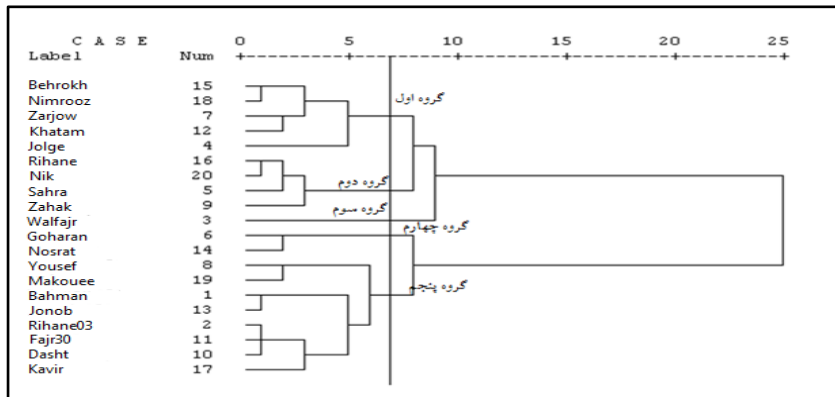 C A S E 0 5 10 15 20 25
Label Num +---------+---------+---------+---------+---------+
Behrokh 15
گروه اول
Nimrooz 18
Zarjow 7
Khatam 12
Jolge 4
Rihane 16
Nik 20
گروه دوم
Sahra 5
Zahak 9
گروه سوم
Walfajr 3
گروه چهارم
Goharan 6
Nosrat 14
Yousef 8
Makouee 19
گروه پنجم
Bahman 1
Jonob 13
Rihane03 2
Fajr30 11
Dasht 10
Kavir 17